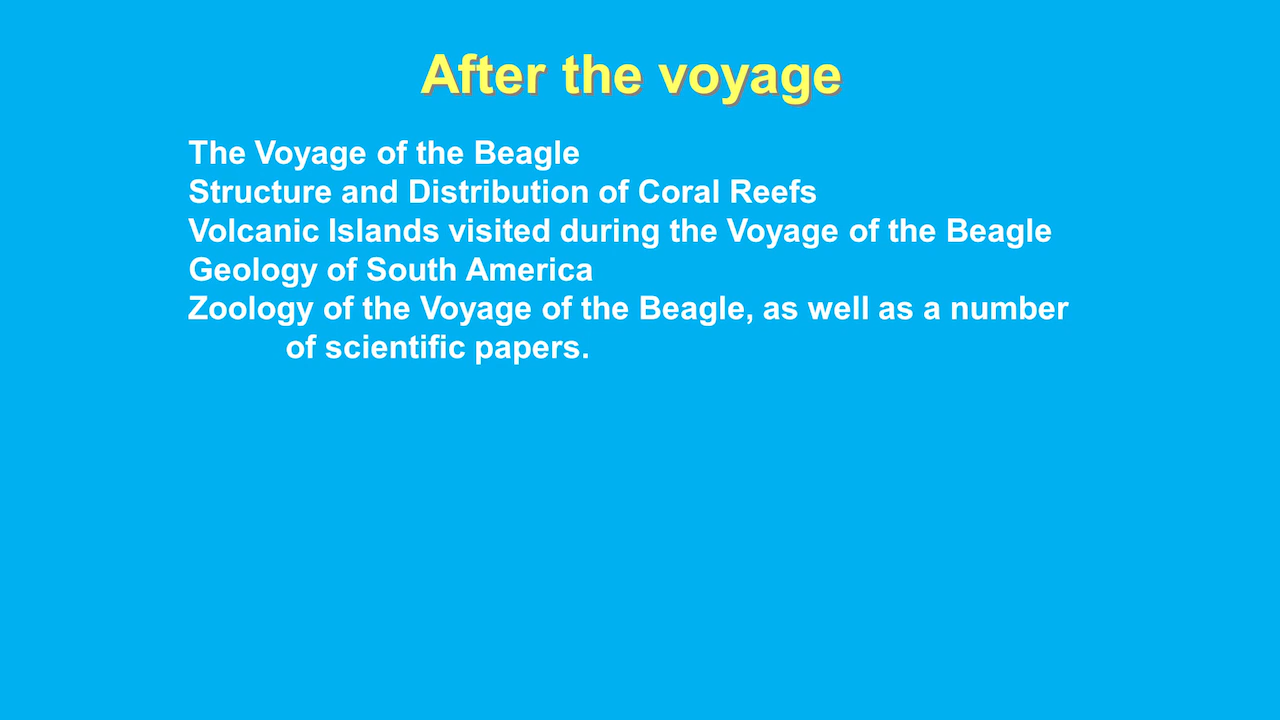 After the voyage
The Voyage of the Beagle
Structure and Distribution of Coral Reefs
Volcanic Islands visited during the Voyage of the Beagle
Geology of South America
Zoology of the Voyage of the Beagle, as well as a number
of scientific papers.